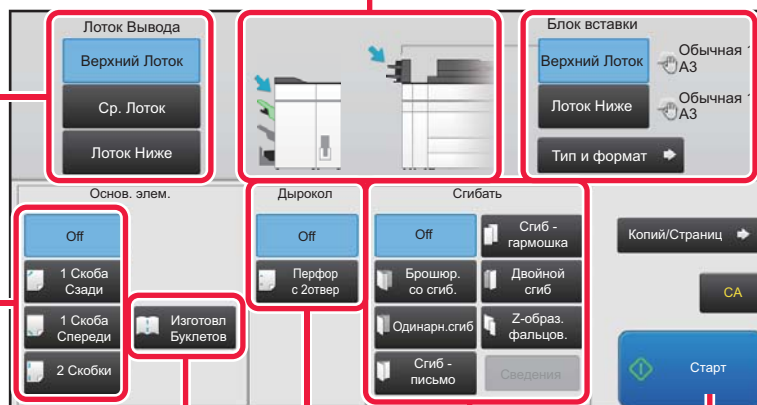 Лоток Вывода
Верхний Лоток
Ср. Лоток
Лоток Ниже
Блок вставки
Верхний Лоток
Обычная 1
A3
Лоток Ниже
Обычная 1
A3
Тип и формат
Основ. элем.
Off
1 Скоба
Сзади
1 Скоба
Спереди
2 Скобки
Изготовл
Буклетов
Дырокол
Off
Перфор
с 2отвер
Сгибать
Off
Сгиб -
гармошка
Брошюр.
со сгиб.
Двойной
сгиб
Одинарн.сгиб
Z-образ.
фальцов.
Сгиб -
письмо
Сведения
Копий/Страниц
CA
Старт